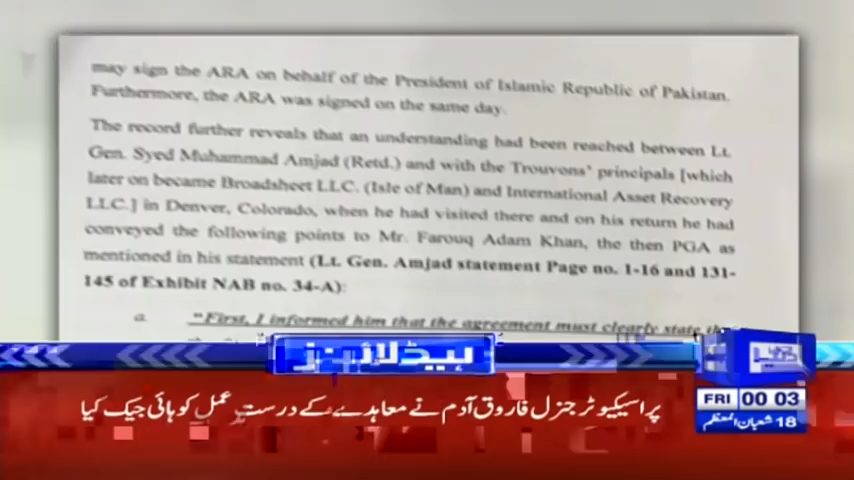 may sign the ARA on behalf of the President of Islamic Republic of Pakistan.
Furthermore, the ARA was signed on the same day.
The record further reveals that an understanding had been reached between Lt.
Gen. Syed Muhammad Amjad (Retd.) and with the Trouvons' principals [which
later on became Broadsheet LLC. (Isle of Man) and International Asset Recovery
LLC.] in Denver, Colorado, when he had visited there and on his return he had
conveyed the following points to Mr. Farouq Adam Khan, the then PGA as
mentioned in his statement (Lt. Gen. Amjad statement Page no. 1-16 and 131-
145 of Exhibit NAB no. 34-A):
a. "First, I informed him that the agreement must clearly state
ہیڈلائنز
پراسیکیوٹر جنرل فاروق آدم نے معاہدے کے درست عمل کو ہائی جیک کیا
FRI 00 03
18 شعبان المعظم